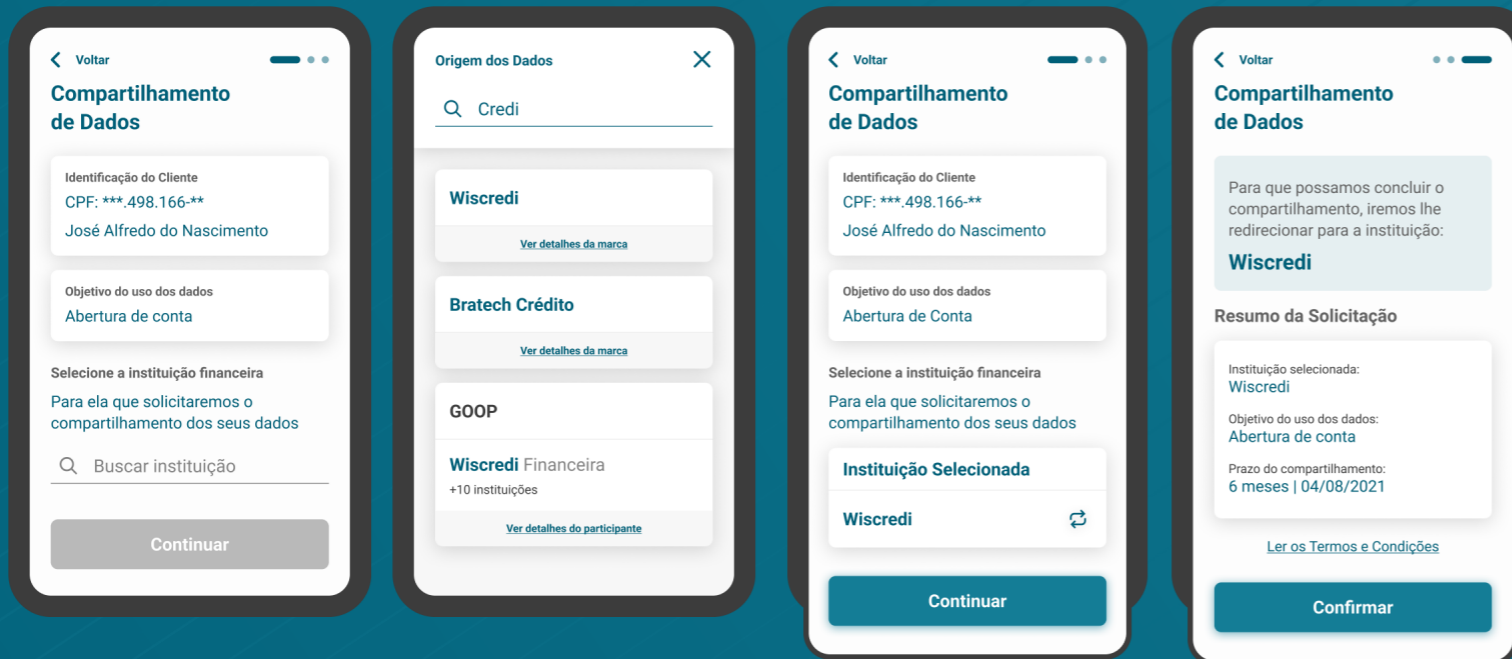 Voltar
Compartilhamento
de Dados
Identificação do Cliente
CPF: ***.498.166-**
José Alfredo do Nascimento
Objetivo do uso dos dados
Abertura de conta
Selecione a instituição financeira
Para ela que solicitaremos o
compartilhamento dos seus dados
Buscar instituição
Continuar
Origem dos Dados
Credi
Wiscredi
Ver detalhes da marca
Bratech Crédito
Ver detalhes da marca
GOOP
Wiscredi Financeira
+10 instituições
Ver detalhes do participante
Voltar
Compartilhamento
de Dados
Identificação do Cliente
CPF: ***.498.166-**
José Alfredo do Nascimento
Objetivo do uso dos dados
Abertura de Conta
Selecione a instituição financeira
Para ela que solicitaremos o
compartilhamento dos seus dados
Instituição Selecionada
Wiscredi
Continuar
Voltar
Compartilhamento
de Dados
Para que possamos concluir o
compartilhamento, iremos lhe
redirecionar para a instituição:
Wiscredi
Resumo da Solicitação
Instituição selecionada:
Wiscredi
Objetivo do uso dos dados:
Abertura de conta
Prazo do compartilhamento:
6 meses | 04/08/2021
Ler os Termos e Condições
Confirmar